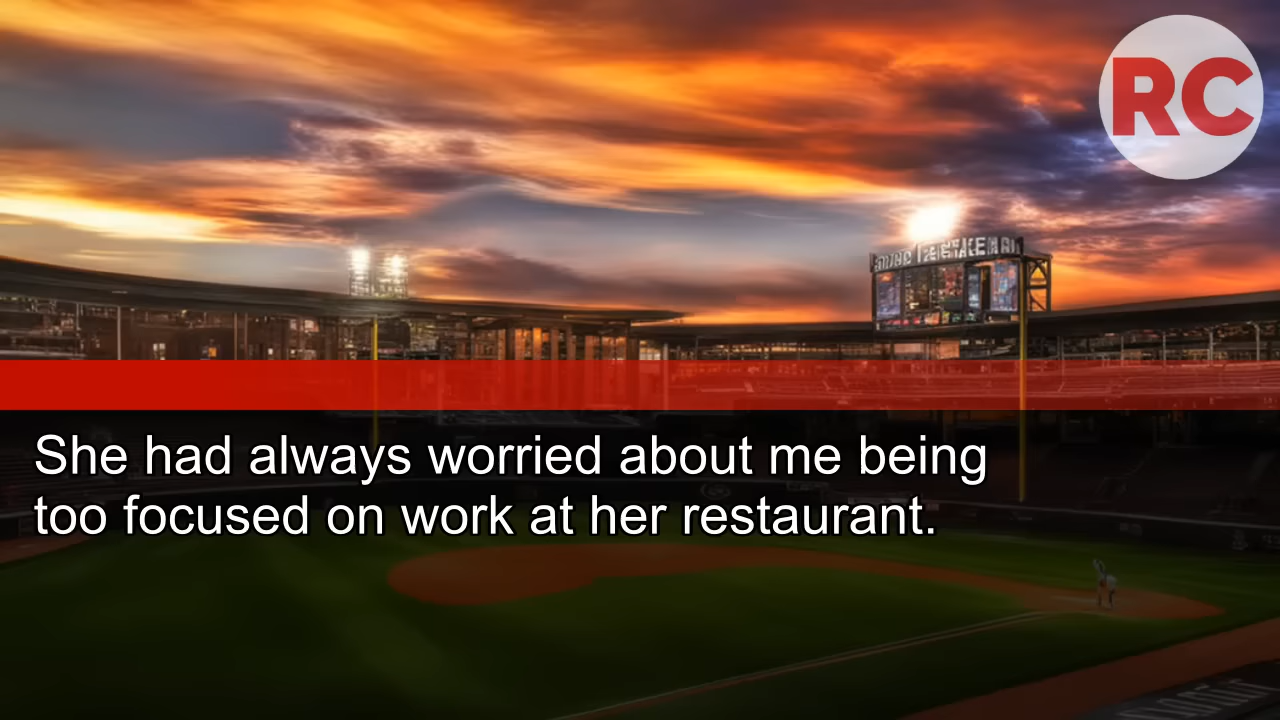 RC
She had always worried about me being
too focused on work at her restaurant.